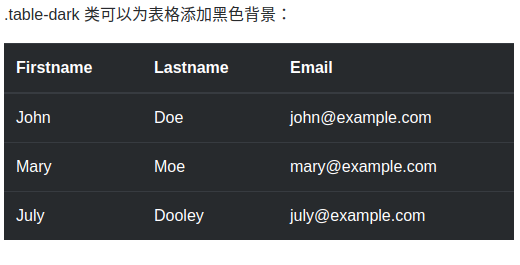 .table-dark 类可以为表格添加黑色背景：
Firstname Lastname Email
John Doe john@example.com
Mary Moe mary@example.com
July Dooley july@example.com